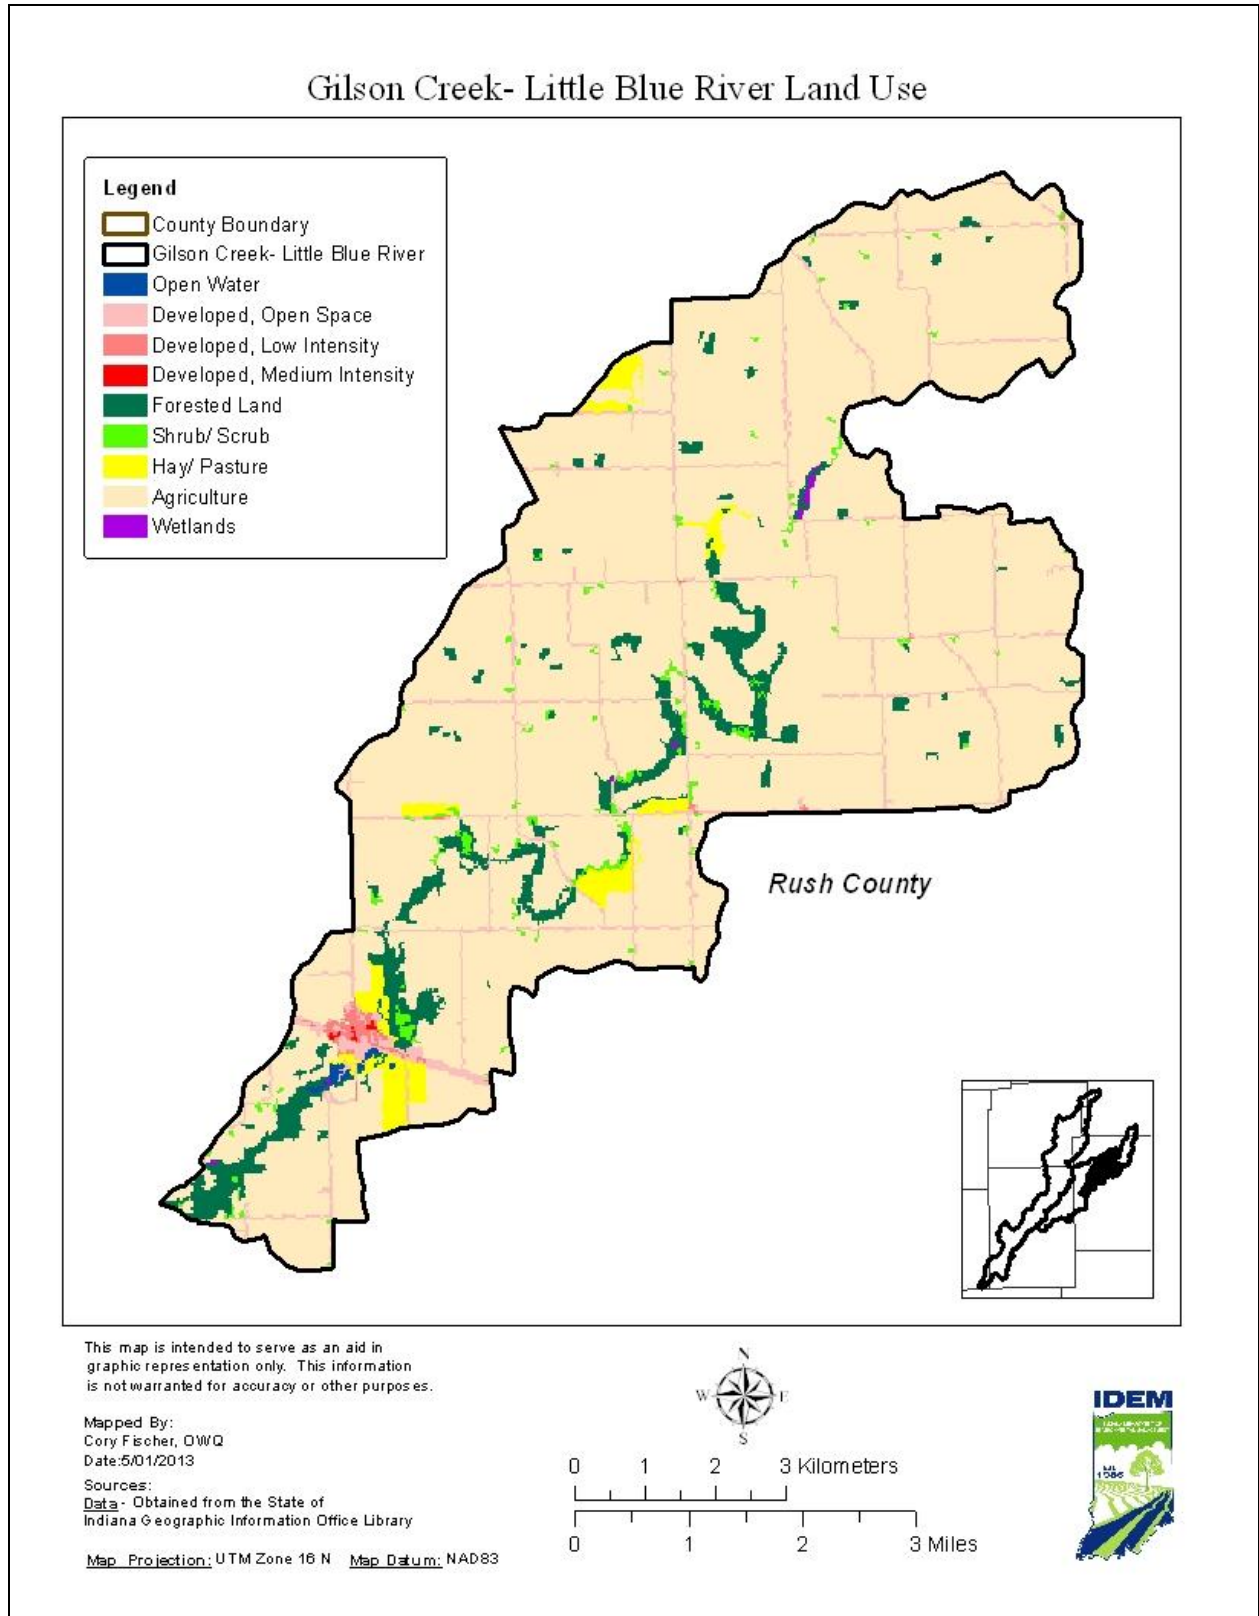 Gilson Creek- Little Blue River Land Use
Legend
County Boundary
Gilson Creek- Little Blue River
Open Water
Developed, Open Space
Developed, Low Intensity
Developed, Medium Intensity
Forested Land
Shrub/ Scrub
Hay/ Pasture
Agriculture
Wetlands
Rush County
This map is intended to serve as an aid in
graphic representation only. This information
is not warranted for accuracy or other purposes.
Mapped By:
Cory Fischer, OWQ
Date:5/01/2013
Sources:
Data - Obtained from the State of
Indiana Geographic Information Office Library
Map Projection: UTM Zone 16 N Map Datum: NAD83
N
W E
S
0 1 2 3 Kilometers
0 1 2 3 Miles
IDEM
1986